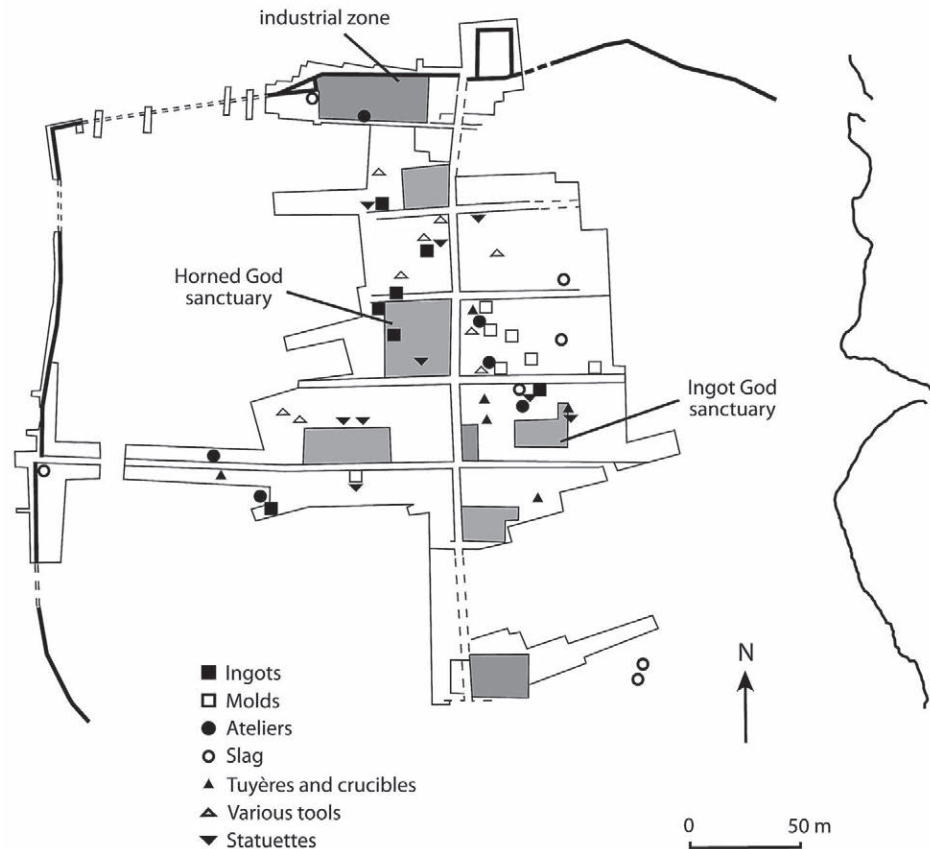 industrial zone
Horned God
sanctuary
Ingot God
sanctuary
Ingots
Molds
Ateliers
Slag
Tuyères and crucibles
Various tools
Statuettes
N
0 50 m